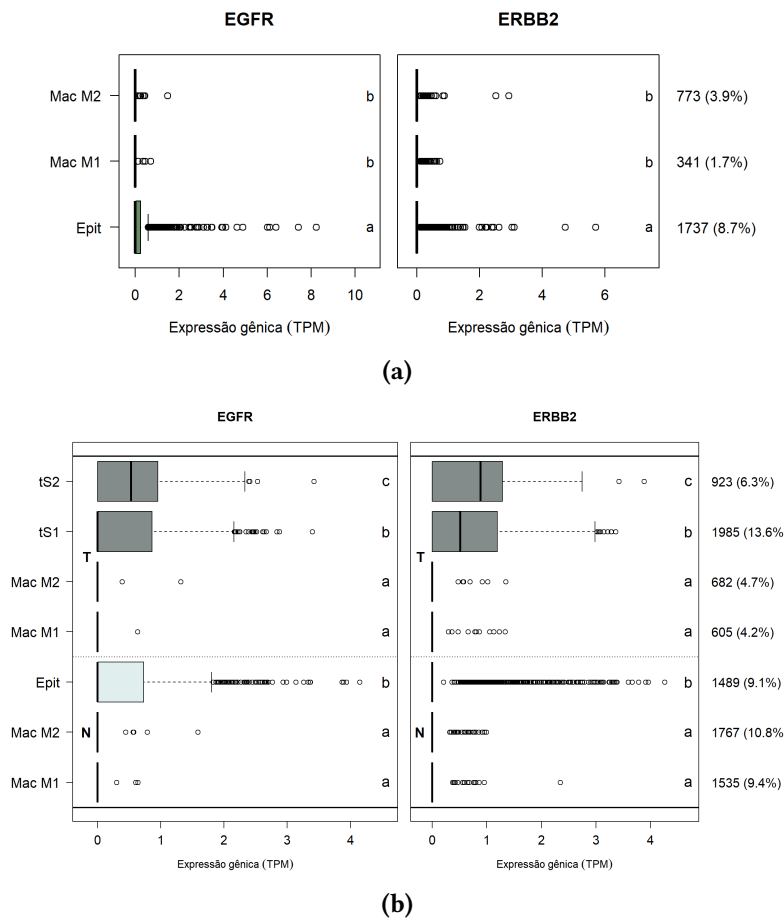 EGFR ERBB2
Mac M2 b b 773 (3.9%)
Mac M1 b b 341 (1.7%)
Epit a a 1737 (8.7%)
0 2 4 6 8 10 0 2 4 6
Expressão gênica (TPM) Expressão gênica (TPM)
(a)
EGFR ERBB2
tS2 c c 923 (6.3%)
tS1 b b 1985 (13.6%
T T
Mac M2 a a 682 (4.7%)
Mac M1 a a 605 (4.2%)
Epit b b 1489 (9.1%)
Mac M2 N a N a 1767 (10.8%
Mac M1 a a 1535 (9.4%)
0 1 2 3 4 0 1 2 3 4
Expressão gênica (TPM) Expressão gênica (TPM)
(b)